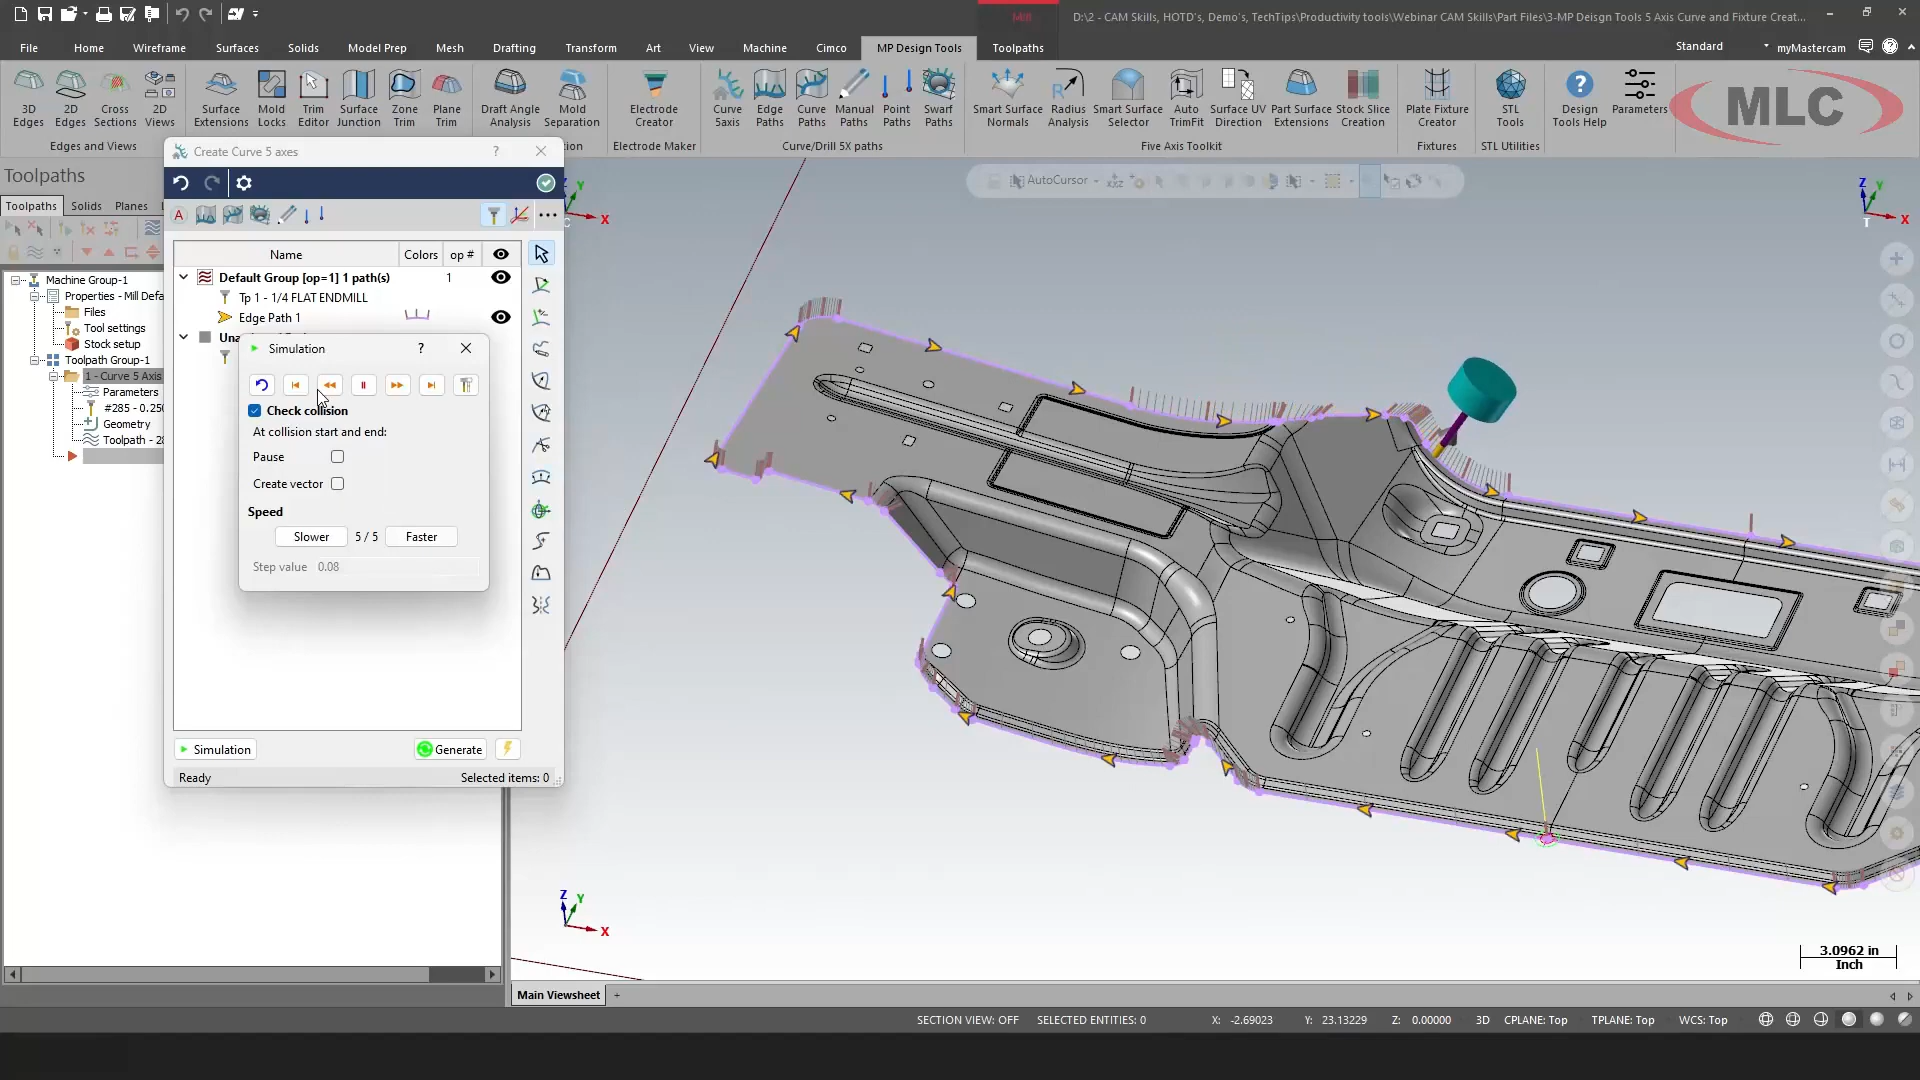 Mill
D:\2 - CAM Skills, HOTD's, Demo's, TechTips\Productivity tools\Webinar CAM Skills\Part Files\3-MP Deisgn Tools 5 Axis Curve and Fixture Creat...
File Home Wireframe Surfaces Solids Model Prep Mesh Drafting Transform Art View Machine Cimco MP Design Tools Toolpaths Standard myMastercam
3D Edges
2D Edges
Cross Sections
2D Views
Surface Extensions
Mold Locks
Trim Editor
Surface Junction
Zone Trim
Plane Trim
Draft Angle Analysis
Mold Separation
Electrode Creator
Curve 5axis
Edge Paths
Curve Paths
Manual Paths
Point Paths
Swarf Paths
Smart Surface Normals
Radius Analysis
Smart Surface Selector
Auto TrimFit
Surface UV Direction
Part Surface Extensions
Stock Slice Creation
Plate Fixture Creator
STL Tools
Design Tools Help
Parameters
MLC
Edges and Views
Electrode Maker
Curve/Drill 5X paths
Five Axis Toolkit
Fixtures
STL Utilities
Toolpaths
Toolpaths Solids Planes
Machine Group-1
Properties - Mill Defa
Files
Tool settings
Stock setup
Toolpath Group-1
1 - Curve 5 Axis
Parameters
#285 - 0.250
Geometry
Toolpath - 28
Create Curve 5 axes ?
A
Name Colors op #
Default Group [op=1] 1 path(s) 1
Tp 1 - 1/4 FLAT ENDMILL
Edge Path 1
Una
Simulation ?
Check collision
At collision start and end:
Pause
Create vector
Speed
Slower 5 / 5 Faster
Step value 0.08
Simulation Generate
Ready Selected items: 0
AutoCursor
Z Y X
Z Y X T
Z Y X
3.0962 in
Inch
Main Viewsheet +
SECTION VIEW: OFF SELECTED ENTITIES: 0 X: -2.69023 Y: 23.13229 Z: 0.00000 3D CPLANE: Top TPLANE: Top WCS: Top